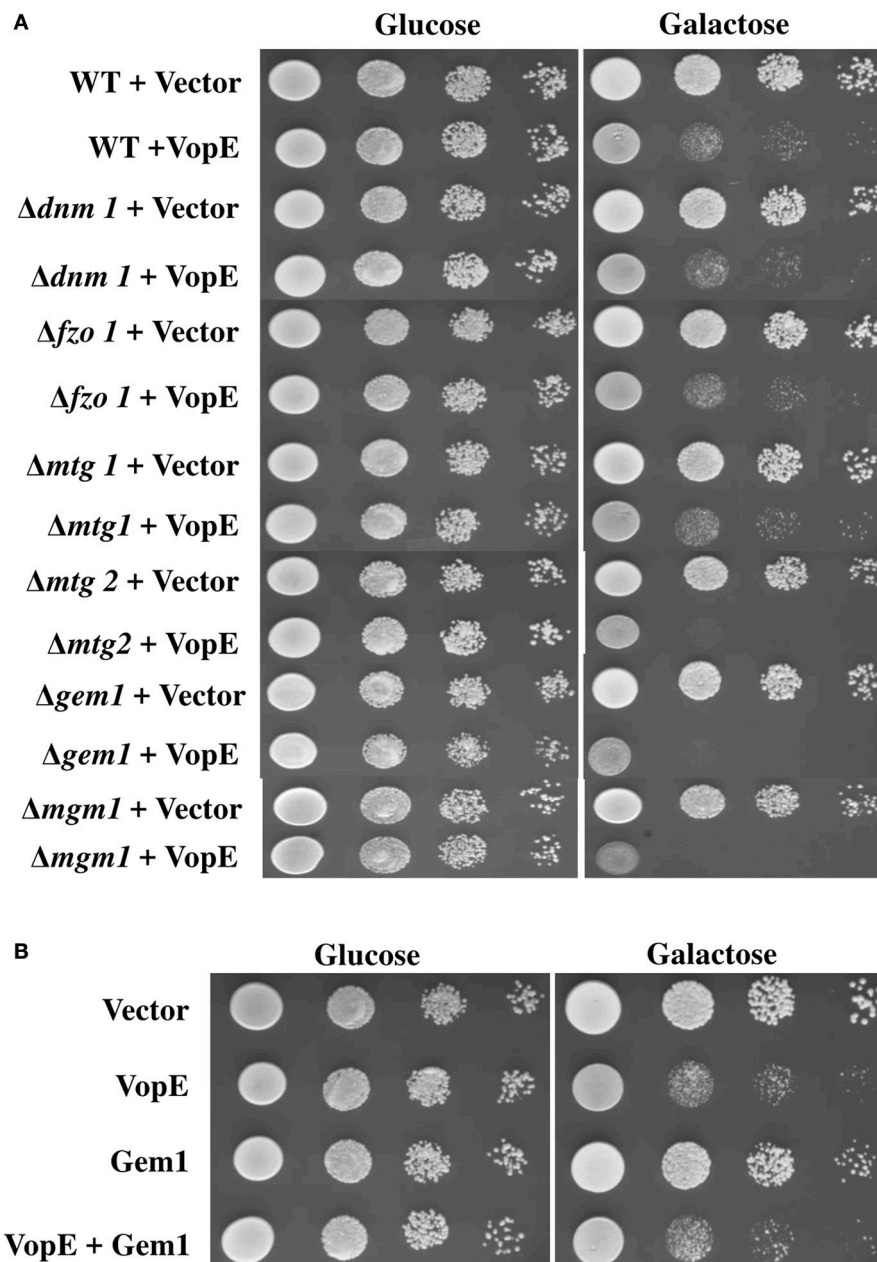 A
Glucose Galactose
WT + Vector
WT +VopE
Δdnm 1 + Vector
Δdnm 1 + VopE
Δfzo 1 + Vector
Δfzo 1 + VopE
Δmtg 1 + Vector
Δmtg1 + VopE
Δmtg 2 + Vector
Δmtg2 + VopE
Δgem1 + Vector
Δgem1 + VopE
Δmgm1 + Vector
Δmgm1 + VopE
B
Glucose Galactose
Vector
VopE
Gem1
VopE + Gem1